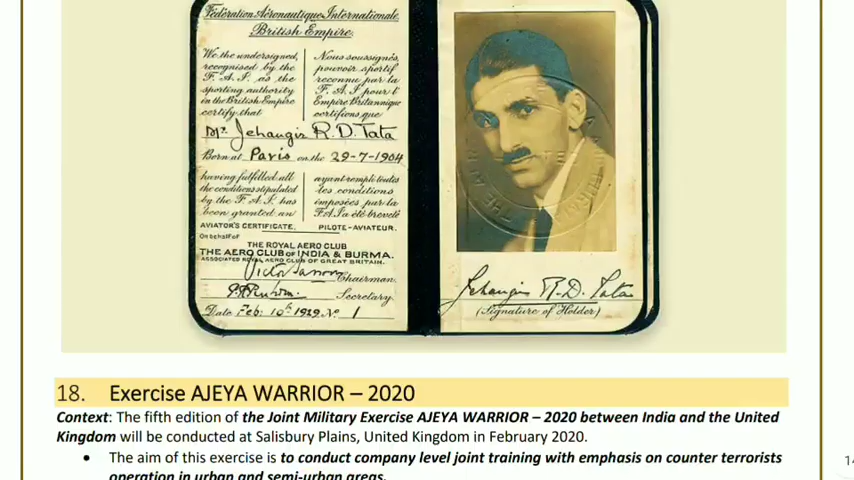 Fédération Aéronautique Internationale.
British Empire.
We the undersigned,
recognised by the
F. A. I. as the
sporting authority
in the British Empire
certify that
Nous soussignés,
pouvoir sportif
reconnu par la
F. A. I. pour l'
Empire Britannique
certifions que
Mr. Jehangir R. D. Tata
Born at Paris on the 29-7-1904
having fulfilled all
the conditions stipulated
by the F.A.I. has
been granted an
ayant rempli toutes
les conditions
imposées par la
F.A.I. a été breveté
AVIATOR'S CERTIFICATE. PILOTE-AVIATEUR.
On behalf of
THE ROYAL AERO CLUB
THE AERO CLUB OF INDIA & BURMA.
ASSOCIATED ROYAL AERO CLUB OF GREAT BRITAIN.
Chairman.
Secretary.
Date Feb: 10th 1929. No 1
Jehangir R. D. Tata
(Signature of Holder)
18. Exercise AJEYA WARRIOR – 2020
Context: The fifth edition of the Joint Military Exercise AJEYA WARRIOR – 2020 between India and the United
Kingdom will be conducted at Salisbury Plains, United Kingdom in February 2020.
• The aim of this exercise is to conduct company level joint training with emphasis on counter terrorists
operation in urban and semi-urban areas.
14